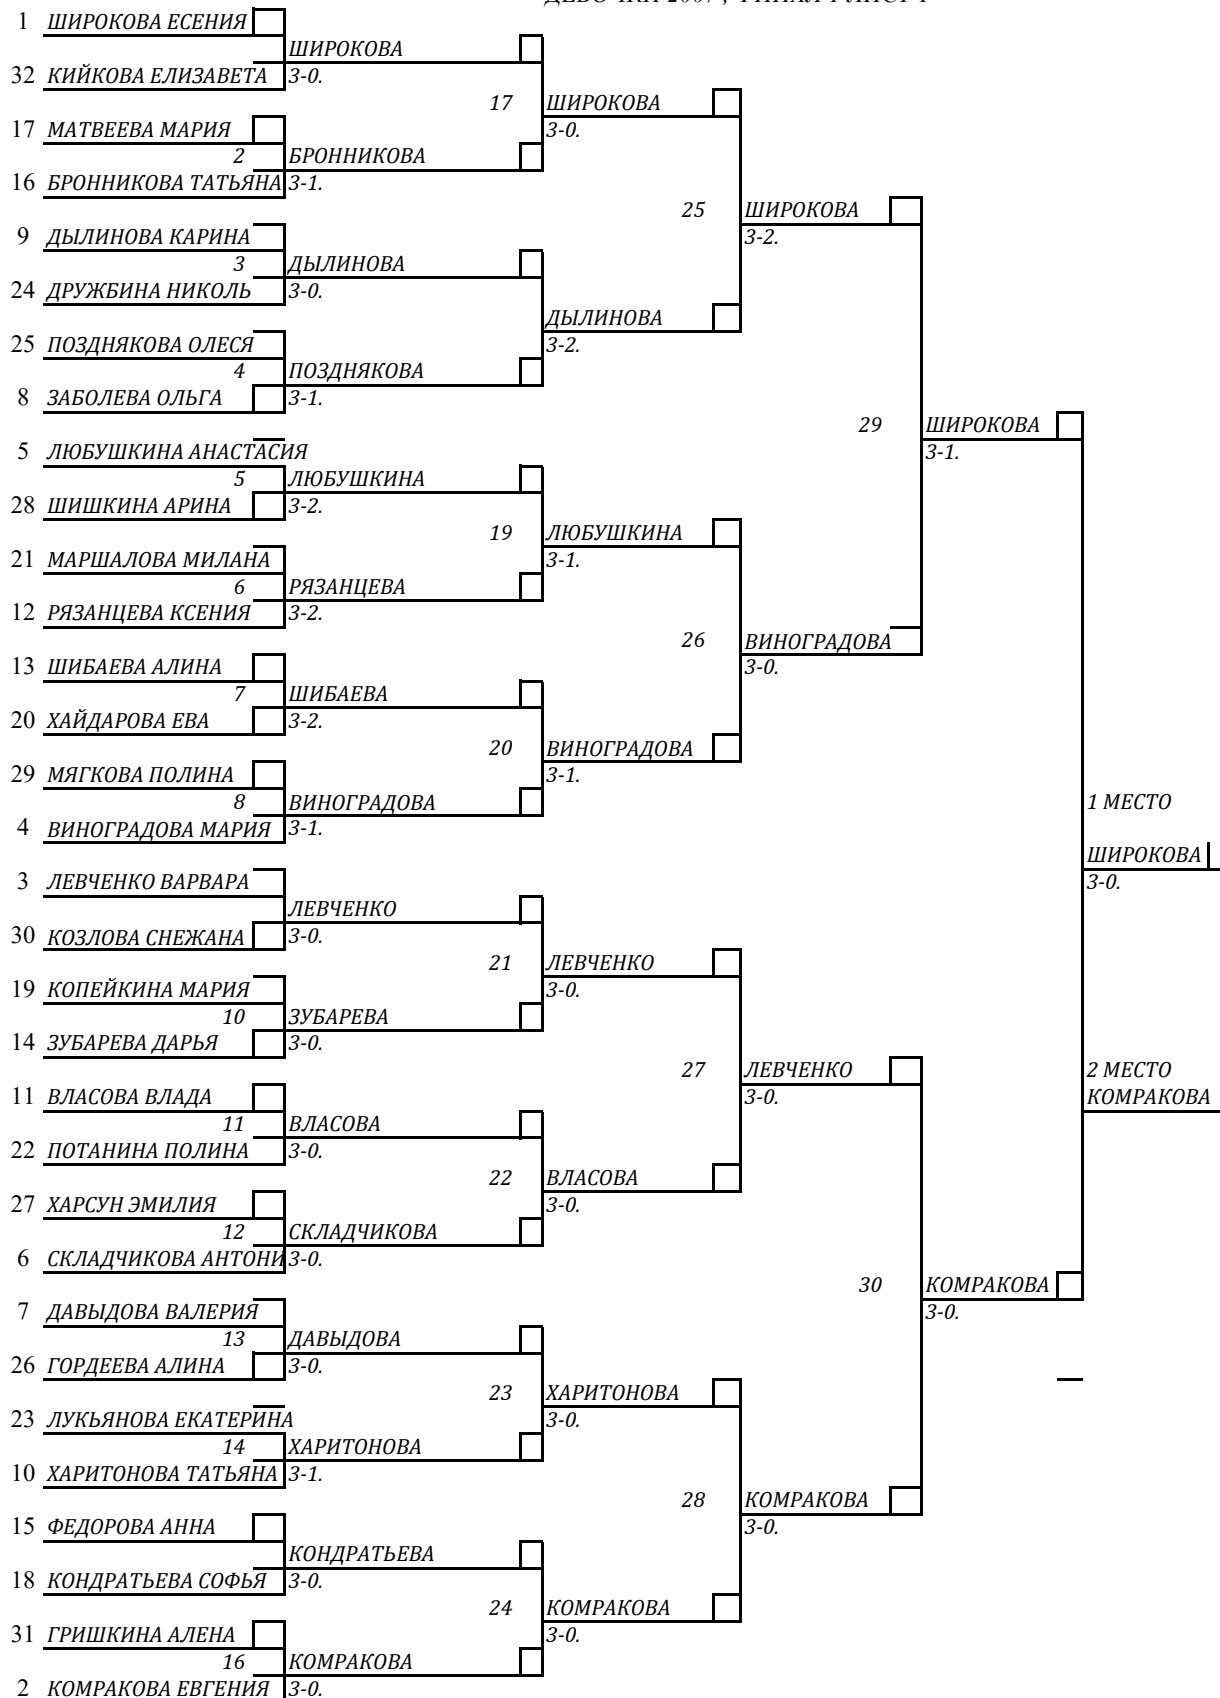 1 ШИРОКОВА ЕСЕНИЯ
ШИРОКОВА
32 КИЙКОВА ЕЛИЗАВЕТА 3-0.
17 ШИРОКОВА
17 МАТВЕЕВА МАРИЯ 3-0.
2 БРОННИКОВА
16 БРОННИКОВА ТАТЬЯНА 3-1.
25 ШИРОКОВА
9 ДЫЛИНОВА КАРИНА 3-2.
3 ДЫЛИНОВА
24 ДРУЖБИНА НИКОЛЬ 3-0.
ДЫЛИНОВА
25 ПОЗДНЯКОВА ОЛЕСЯ 3-2.
4 ПОЗДНЯКОВА
8 ЗАБОЛЕВА ОЛЬГА 3-1.
29 ШИРОКОВА
5 ЛЮБУШКИНА АНАСТАСИЯ 3-1.
5 ЛЮБУШКИНА
28 ШИШКИНА АРИНА 3-2.
19 ЛЮБУШКИНА
21 МАРШАЛОВА МИЛАНА 3-1.
6 РЯЗАНЦЕВА
12 РЯЗАНЦЕВА КСЕНИЯ 3-2.
26 ВИНОГРАДОВА
13 ШИБАЕВА АЛИНА 3-0.
7 ШИБАЕВА
20 ХАЙДАРОВА ЕВА 3-2.
20 ВИНОГРАДОВА
29 МЯГКОВА ПОЛИНА 3-1.
8 ВИНОГРАДОВА 1 МЕСТО
4 ВИНОГРАДОВА МАРИЯ 3-1.
ШИРОКОВА
3 ЛЕВЧЕНКО ВАРВАРА 3-0.
ЛЕВЧЕНКО
30 КОЗЛОВА СНЕЖАНА 3-0.
21 ЛЕВЧЕНКО
19 КОПЕЙКИНА МАРИЯ 3-0.
10 ЗУБАРЕВА
14 ЗУБАРЕВА ДАРЬЯ 3-0.
27 ЛЕВЧЕНКО 2 МЕСТО
11 ВЛАСОВА ВЛАДА 3-0. КОМРАКОВА
11 ВЛАСОВА
22 ПОТАНИНА ПОЛИНА 3-0.
22 ВЛАСОВА
27 ХАРСУН ЭМИЛИЯ 3-0.
12 СКЛАДЧИКОВА
6 СКЛАДЧИКОВА АНТОНИ 3-0.
30 КОМРАКОВА
7 ДАВЫДОВА ВАЛЕРИЯ 3-0.
13 ДАВЫДОВА
26 ГОРДЕЕВА АЛИНА 3-0.
23 ХАРИТОНОВА
23 ЛУКЬЯНОВА ЕКАТЕРИНА 3-0.
14 ХАРИТОНОВА
10 ХАРИТОНОВА ТАТЬЯНА 3-1.
28 КОМРАКОВА
15 ФЕДОРОВА АННА 3-0.
КОНДРАТЬЕВА
18 КОНДРАТЬЕВА СОФЬЯ 3-0.
24 КОМРАКОВА
31 ГРИШКИНА АЛЕНА 3-0.
16 КОМРАКОВА
2 КОМРАКОВА ЕВГЕНИЯ 3-0.